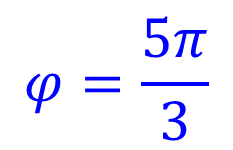 φ = 5π/3